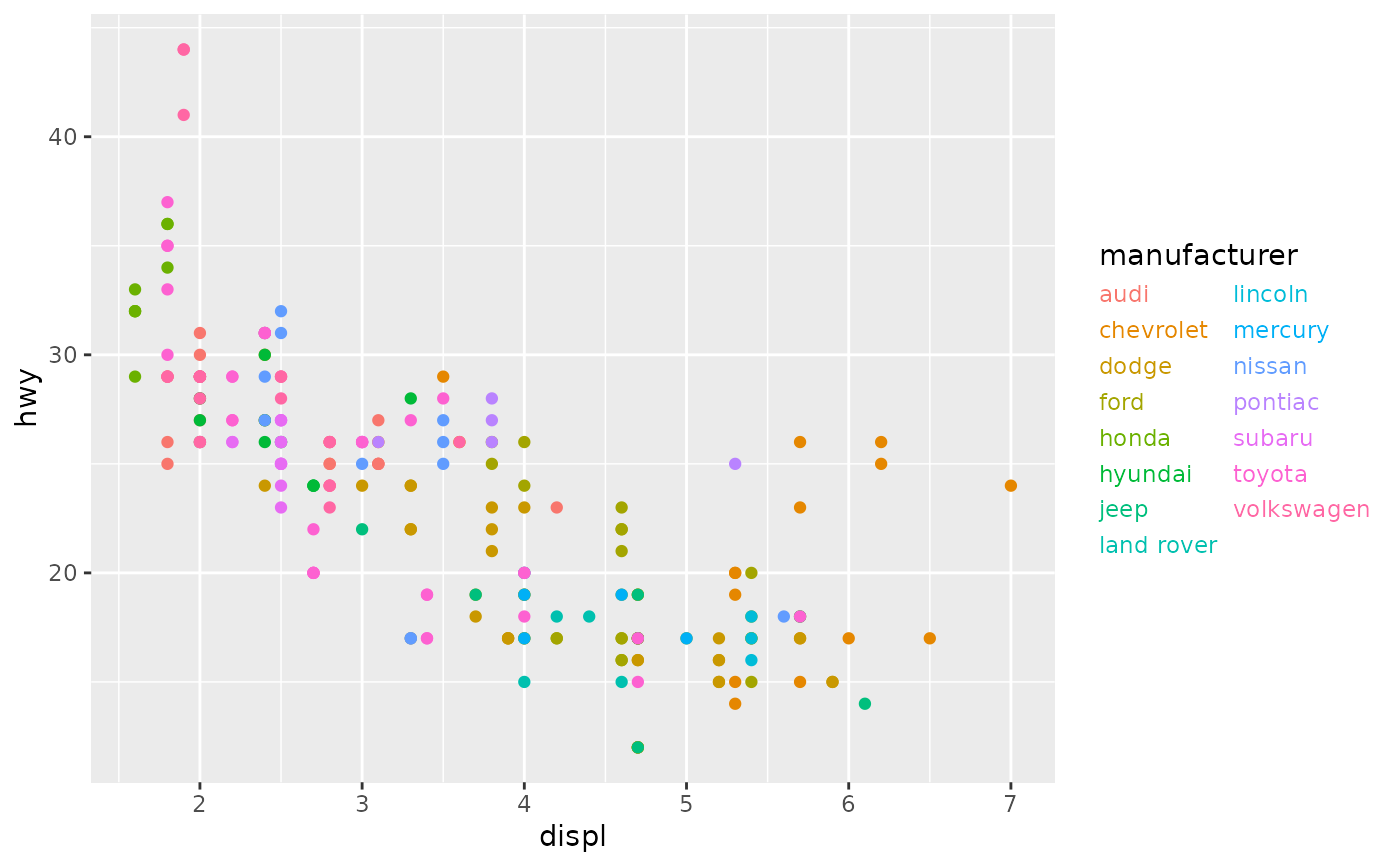 hwy
40
30
20
2 3 4 5 6 7
displ
manufacturer
audi
chevrolet
dodge
ford
honda
hyundai
jeep
land rover
lincoln
mercury
nissan
pontiac
subaru
toyota
volkswagen